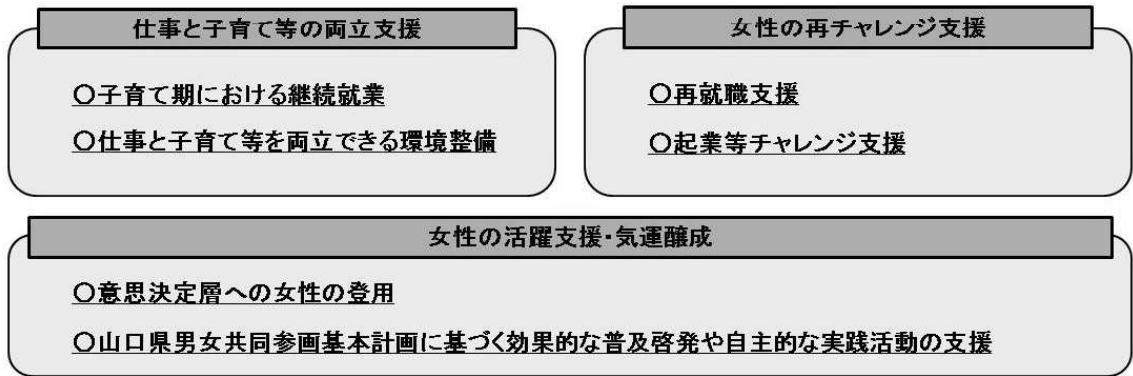 仕事と子育て等の両立支援
○子育て期における継続就業
○仕事と子育て等を両立できる環境整備
女性の再チャレンジ支援
○再就職支援
○起業等チャレンジ支援
女性の活躍支援・気運醸成
○意思決定層への女性の登用
○山口県男女共同参画基本計画に基づく効果的な普及啓発や自主的な実践活動の支援